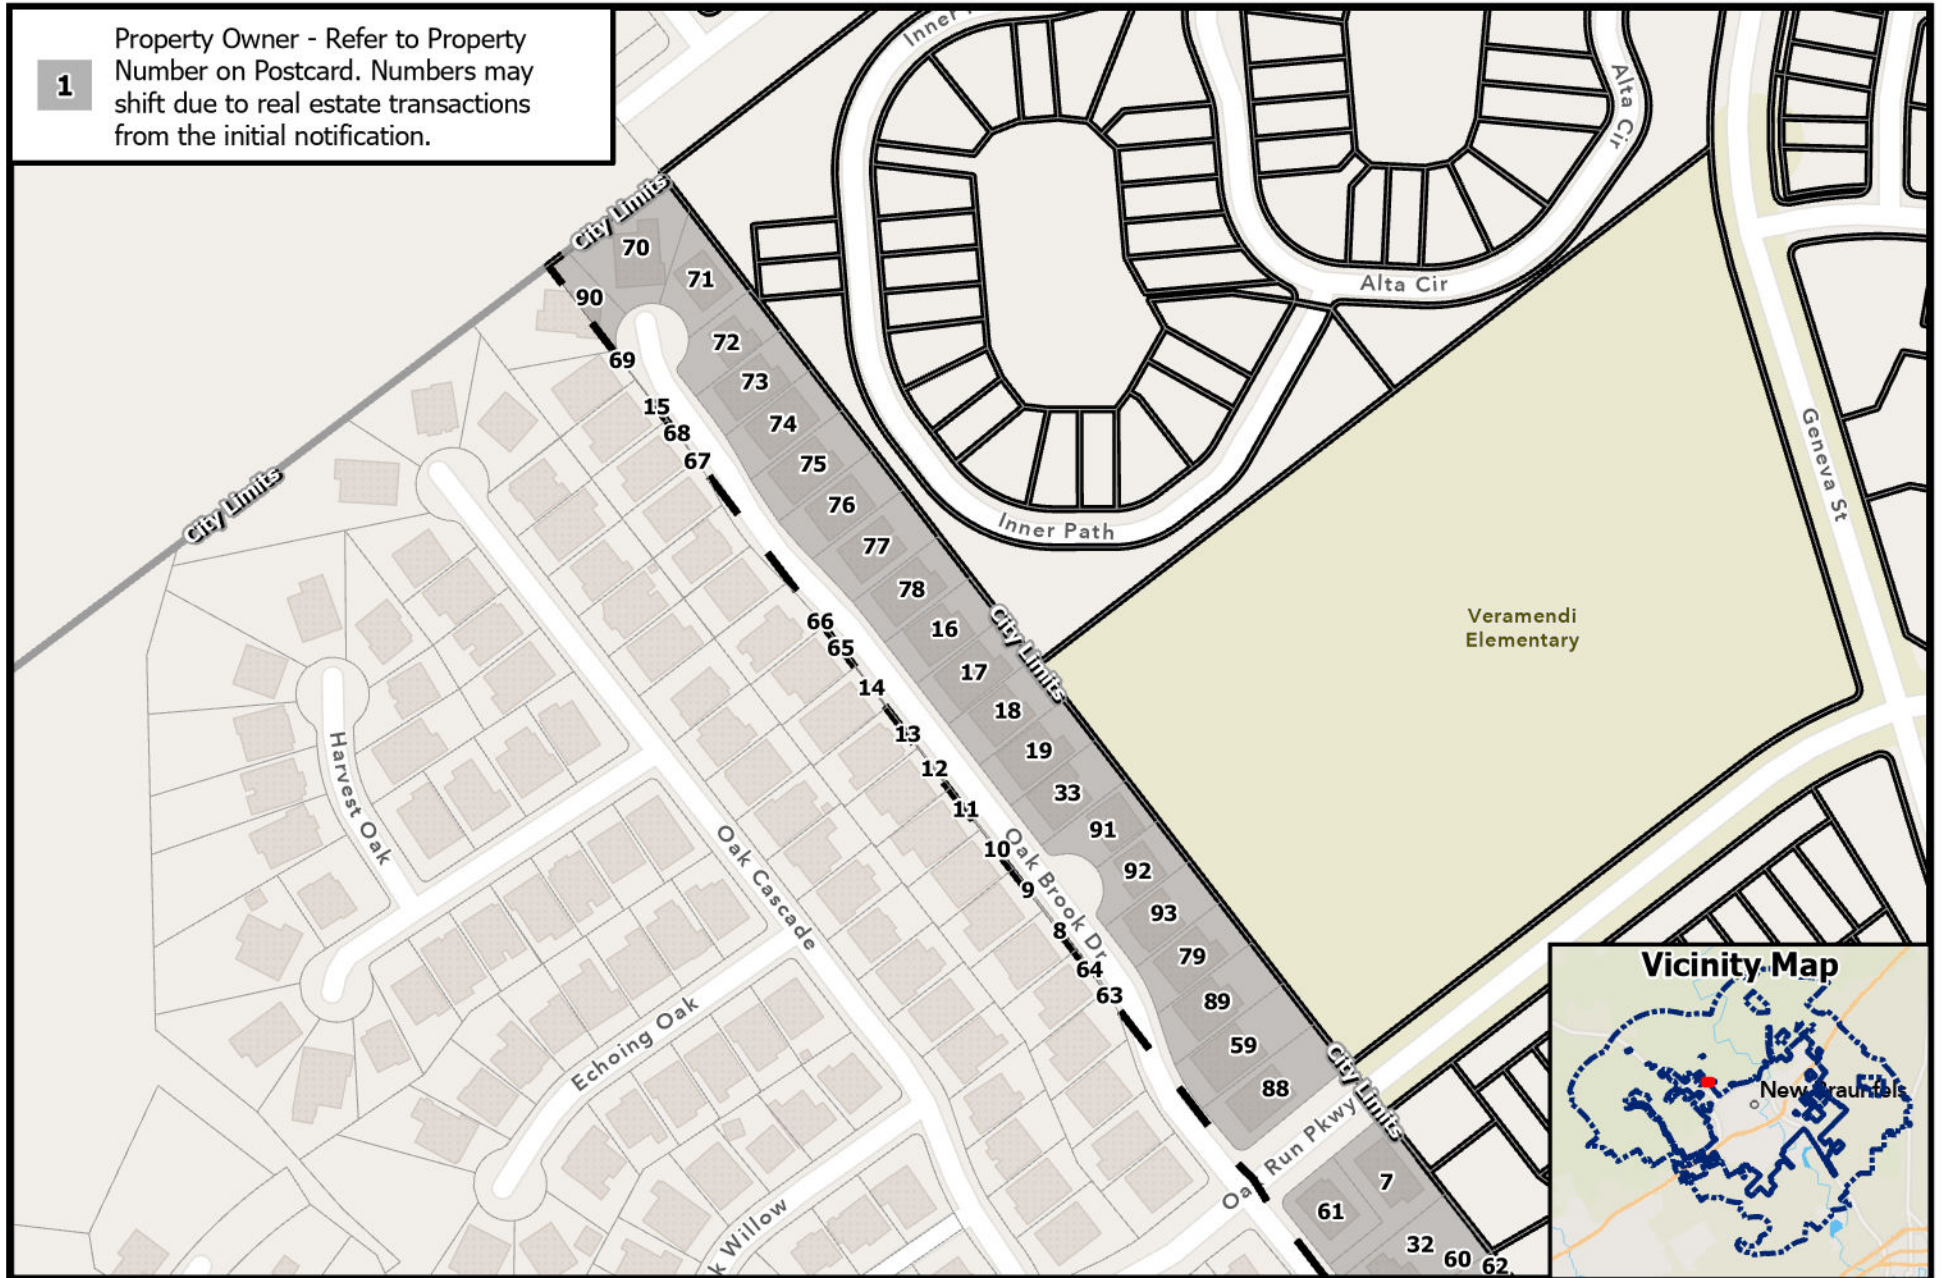 1
Property Owner - Refer to Property
Number on Postcard. Numbers may
shift due to real estate transactions
from the initial notification.
Inner
Alta Cir
City Limits
70
71
90
Alta Cir
72
69
73
15
74
68
67
75
City Limits
76
Geneva St
Inner Path
77
78
66
16
65
Veramendi
Elementary
City Limits
17
14
18
13
19
12
33
Harvest Oak
11
91
Oak Cascade
10
Oak Brook Dr
92
9
93
8
79
64
63
89
Echoing Oak
59
City Limits
88
Oak Run Pkwy
7
61
k Willow
32
60
62
Vicinity Map
New Braunfels